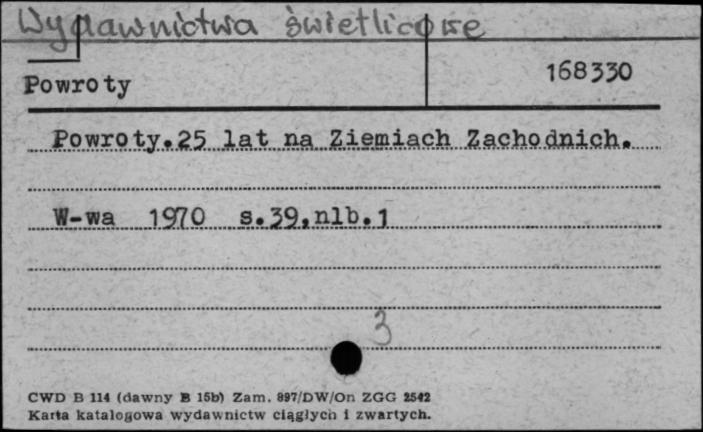 Wydawnictwa świetlicowe
Powroty 168330
Powroty.25 lat na Ziemiach Zachodnich.
W-wa 1970 s.39,nlb.1
3
CWD B 114 (dawny B 15b) Zam. 897/DW/On ZGG 2542
Karta katalogowa wydawnictw ciągłych i zwartych.